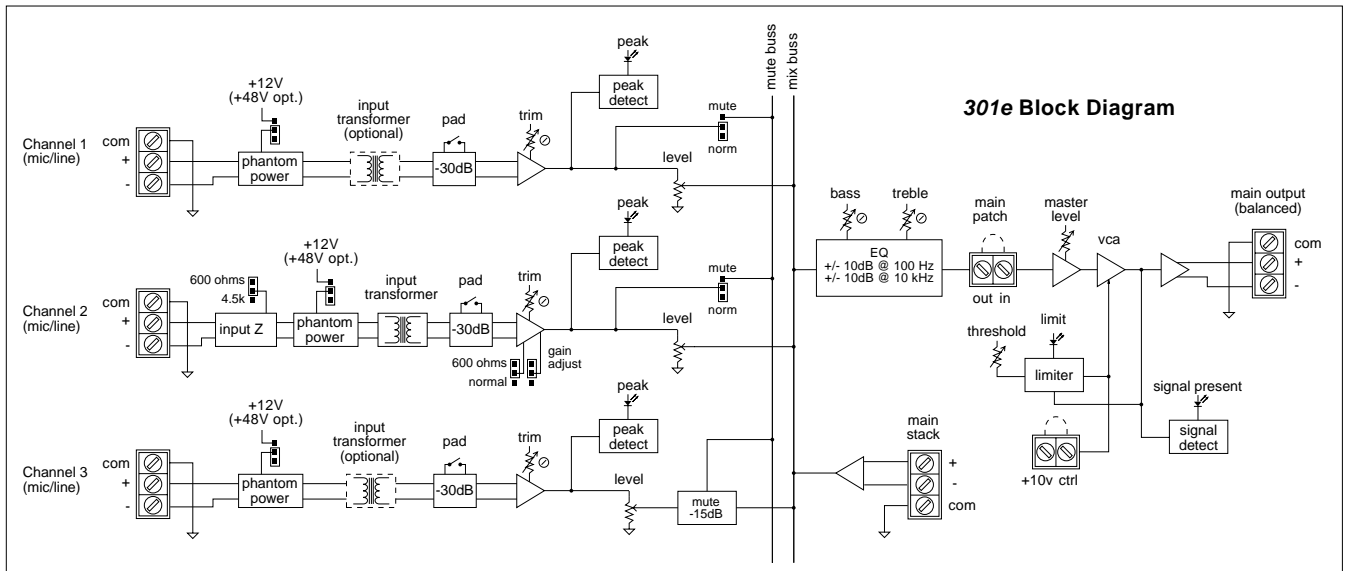 301e Block Diagram
mute buss
mix buss
Channel 1
(mic/line)
com
+
-
+12V
(+48V opt.)
phantom
power
input
transformer
(optional)
pad
-30dB
trim
peak
peak
detect
mute
norm
level
Channel 2
(mic/line)
com
+
-
600 ohms
4.5k
input Z
+12V
(+48V opt.)
phantom
power
input
transformer
pad
-30dB
trim
600 ohms
normal
gain
adjust
peak
peak
detect
mute
norm
level
Channel 3
(mic/line)
com
+
-
+12V
(+48V opt.)
phantom
power
input
transformer
(optional)
pad
-30dB
trim
peak
peak
detect
level
mute
-15dB
bass
treble
EQ
+/- 10dB @ 100 Hz
+/- 10dB @ 10 kHz
main
patch
out in
master
level
vca
main output
(balanced)
com
+
-
threshold
limit
limiter
signal present
signal
detect
+10v ctrl
main
stack
+
-
com